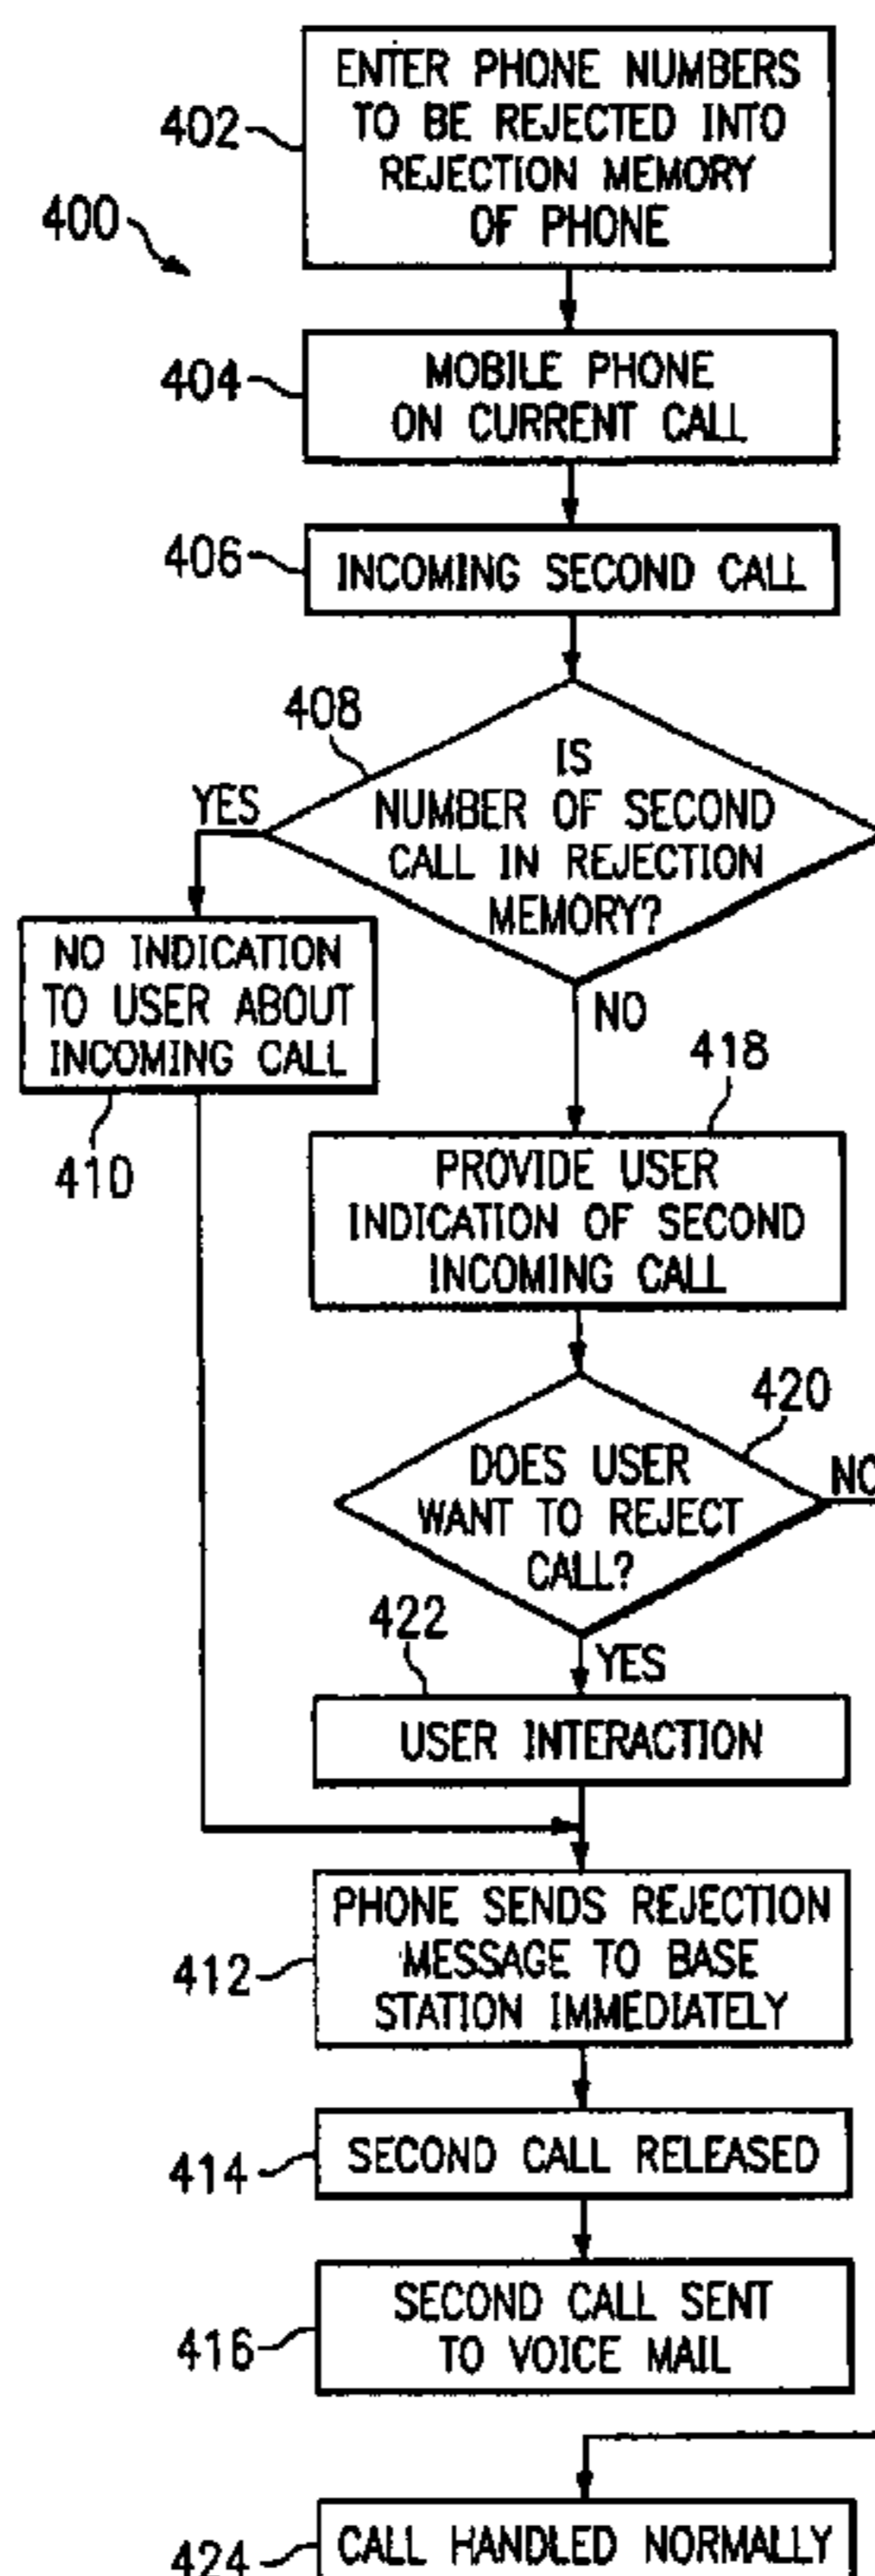 ENTER PHONE NUMBERS
TO BE REJECTED INTO
REJECTION MEMORY
OF PHONE
402
400
MOBILE PHONE
ON CURRENT CALL
404
INCOMING SECOND CALL
406
408
IS
NUMBER OF SECOND
CALL IN REJECTION
MEMORY?
YES
NO INDICATION
TO USER ABOUT
INCOMING CALL
410
NO
418
PROVIDE USER
INDICATION OF SECOND
INCOMING CALL
420
DOES USER
WANT TO REJECT
CALL?
NO
YES
422
USER INTERACTION
PHONE SENDS REJECTION
MESSAGE TO BASE
STATION IMMEDIATELY
412
SECOND CALL RELEASED
414
SECOND CALL SENT
TO VOICE MAIL
416
CALL HANDLED NORMALLY
424